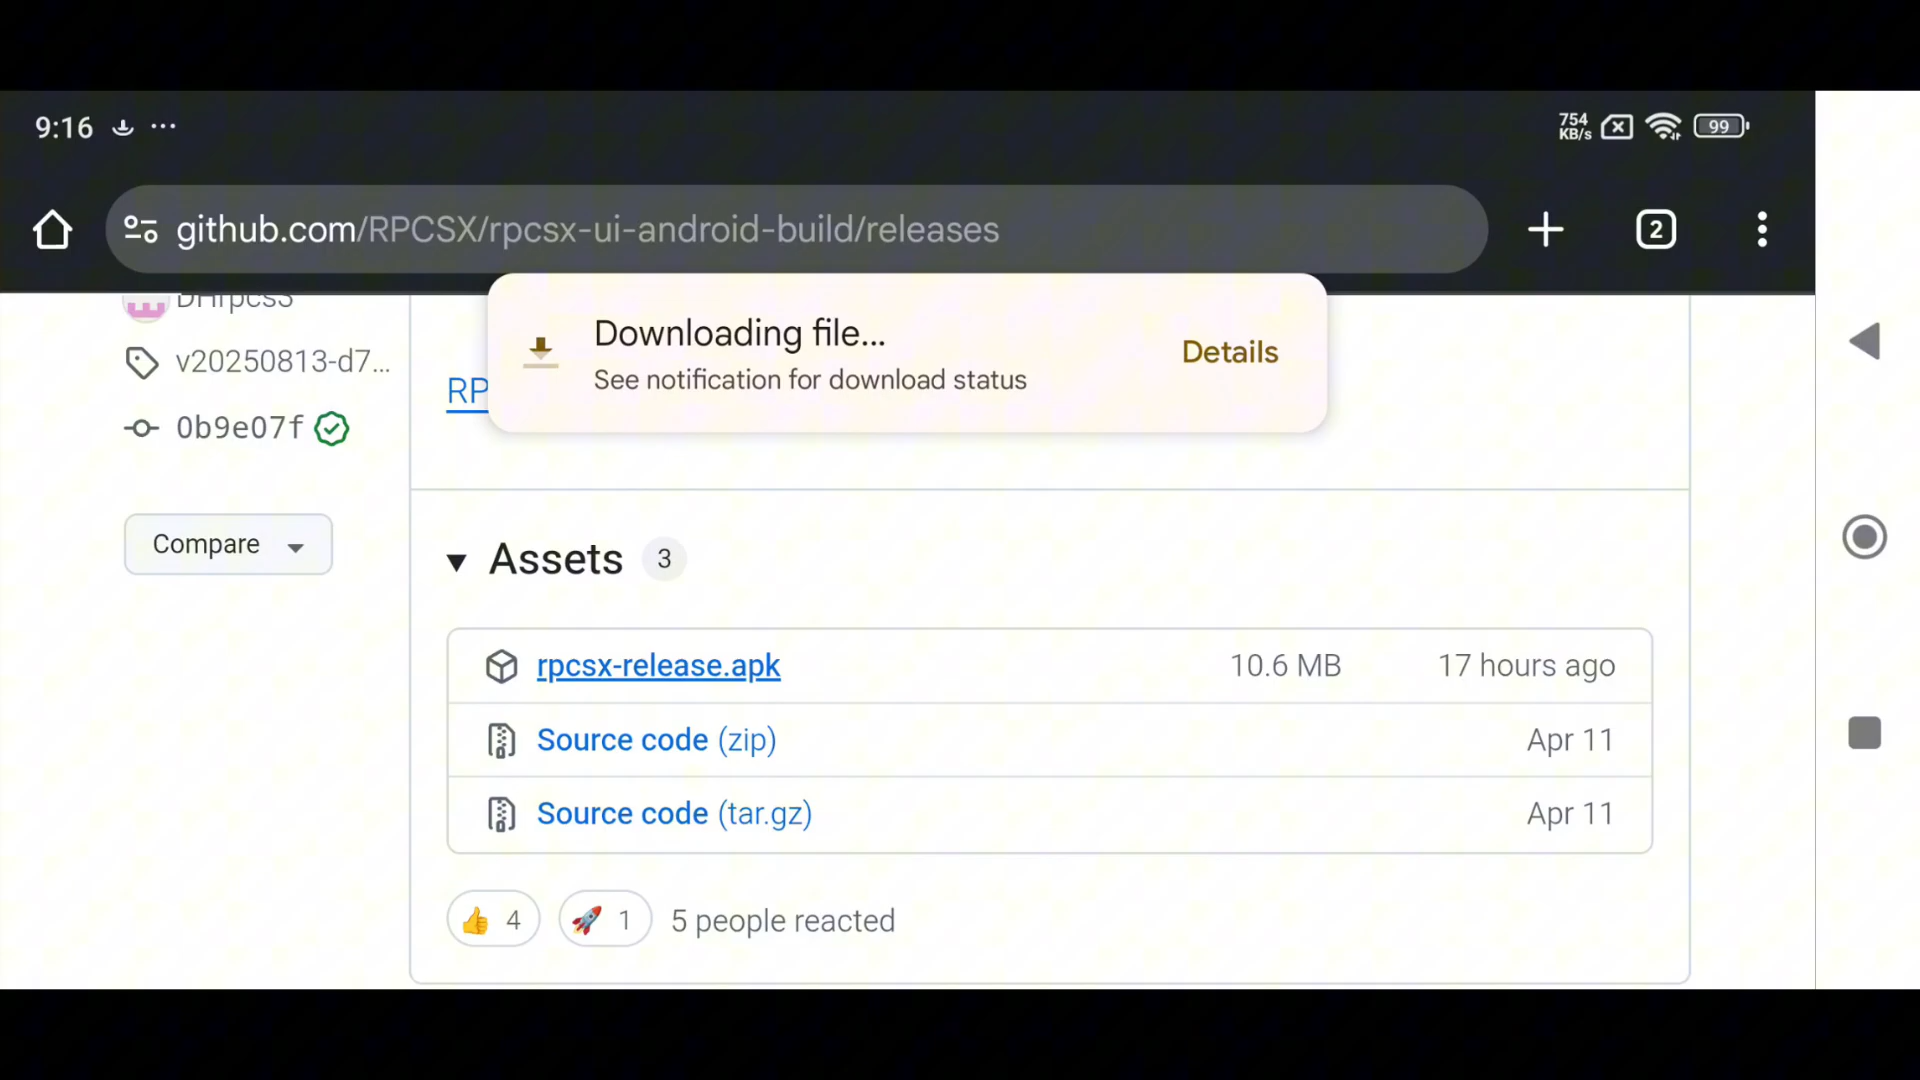 9:16
754
KB/s
99
github.com/RPCSX/rpcsx-ui-android-build/releases
2
DHrpcs3
Downloading file...
See notification for download status
Details
v20250813-d7...
RP
0b9e07f
Compare
Assets 3
rpcsx-release.apk 10.6 MB 17 hours ago
Source code (zip) Apr 11
Source code (tar.gz) Apr 11
4 1 5 people reacted